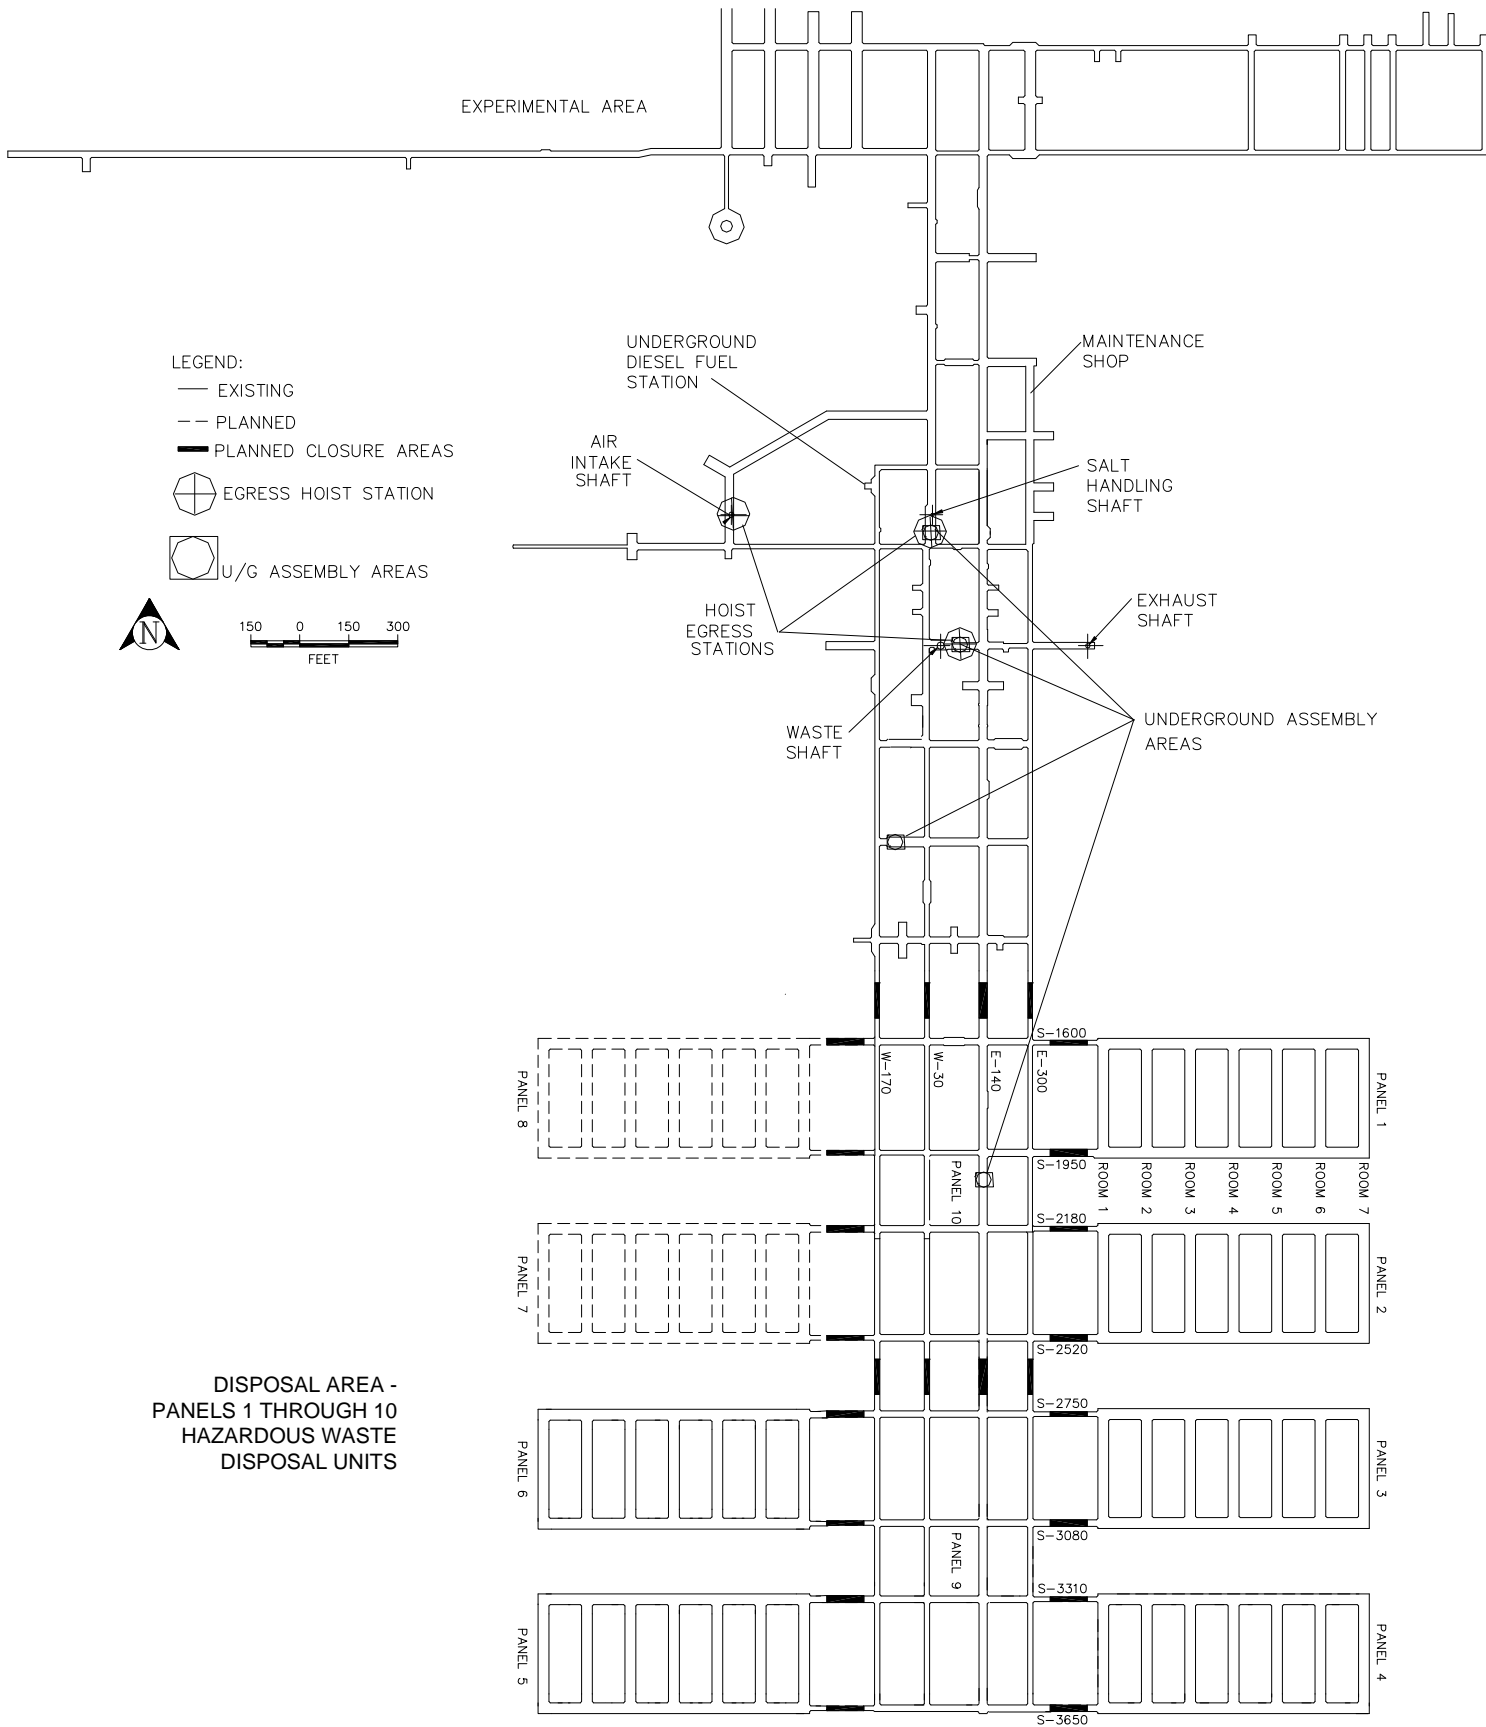 EXPERIMENTAL AREA
UNDERGROUND
DIESEL FUEL
STATION
MAINTENANCE
SHOP
LEGEND:
EXISTING
PLANNED
PLANNED CLOSURE AREAS
EGRESS HOIST STATION
U/G ASSEMBLY AREAS
AIR
INTAKE
SHAFT
SALT
HANDLING
SHAFT
N
150 0 150 300
FEET
HOIST
EGRESS
STATIONS
EXHAUST
SHAFT
WASTE
SHAFT
UNDERGROUND ASSEMBLY
AREAS
S-1600
W-170
W-30
E-140
E-300
PANEL 8
PANEL 1
S-1950
PANEL 10
ROOM 1
ROOM 2
ROOM 3
ROOM 4
ROOM 5
ROOM 6
ROOM 7
S-2180
PANEL 7
PANEL 2
S-2520
DISPOSAL AREA -
PANELS 1 THROUGH 10
HAZARDOUS WASTE
DISPOSAL UNITS
S-2750
PANEL 6
PANEL 3
S-3080
PANEL 9
S-3310
PANEL 5
PANEL 4
S-3650